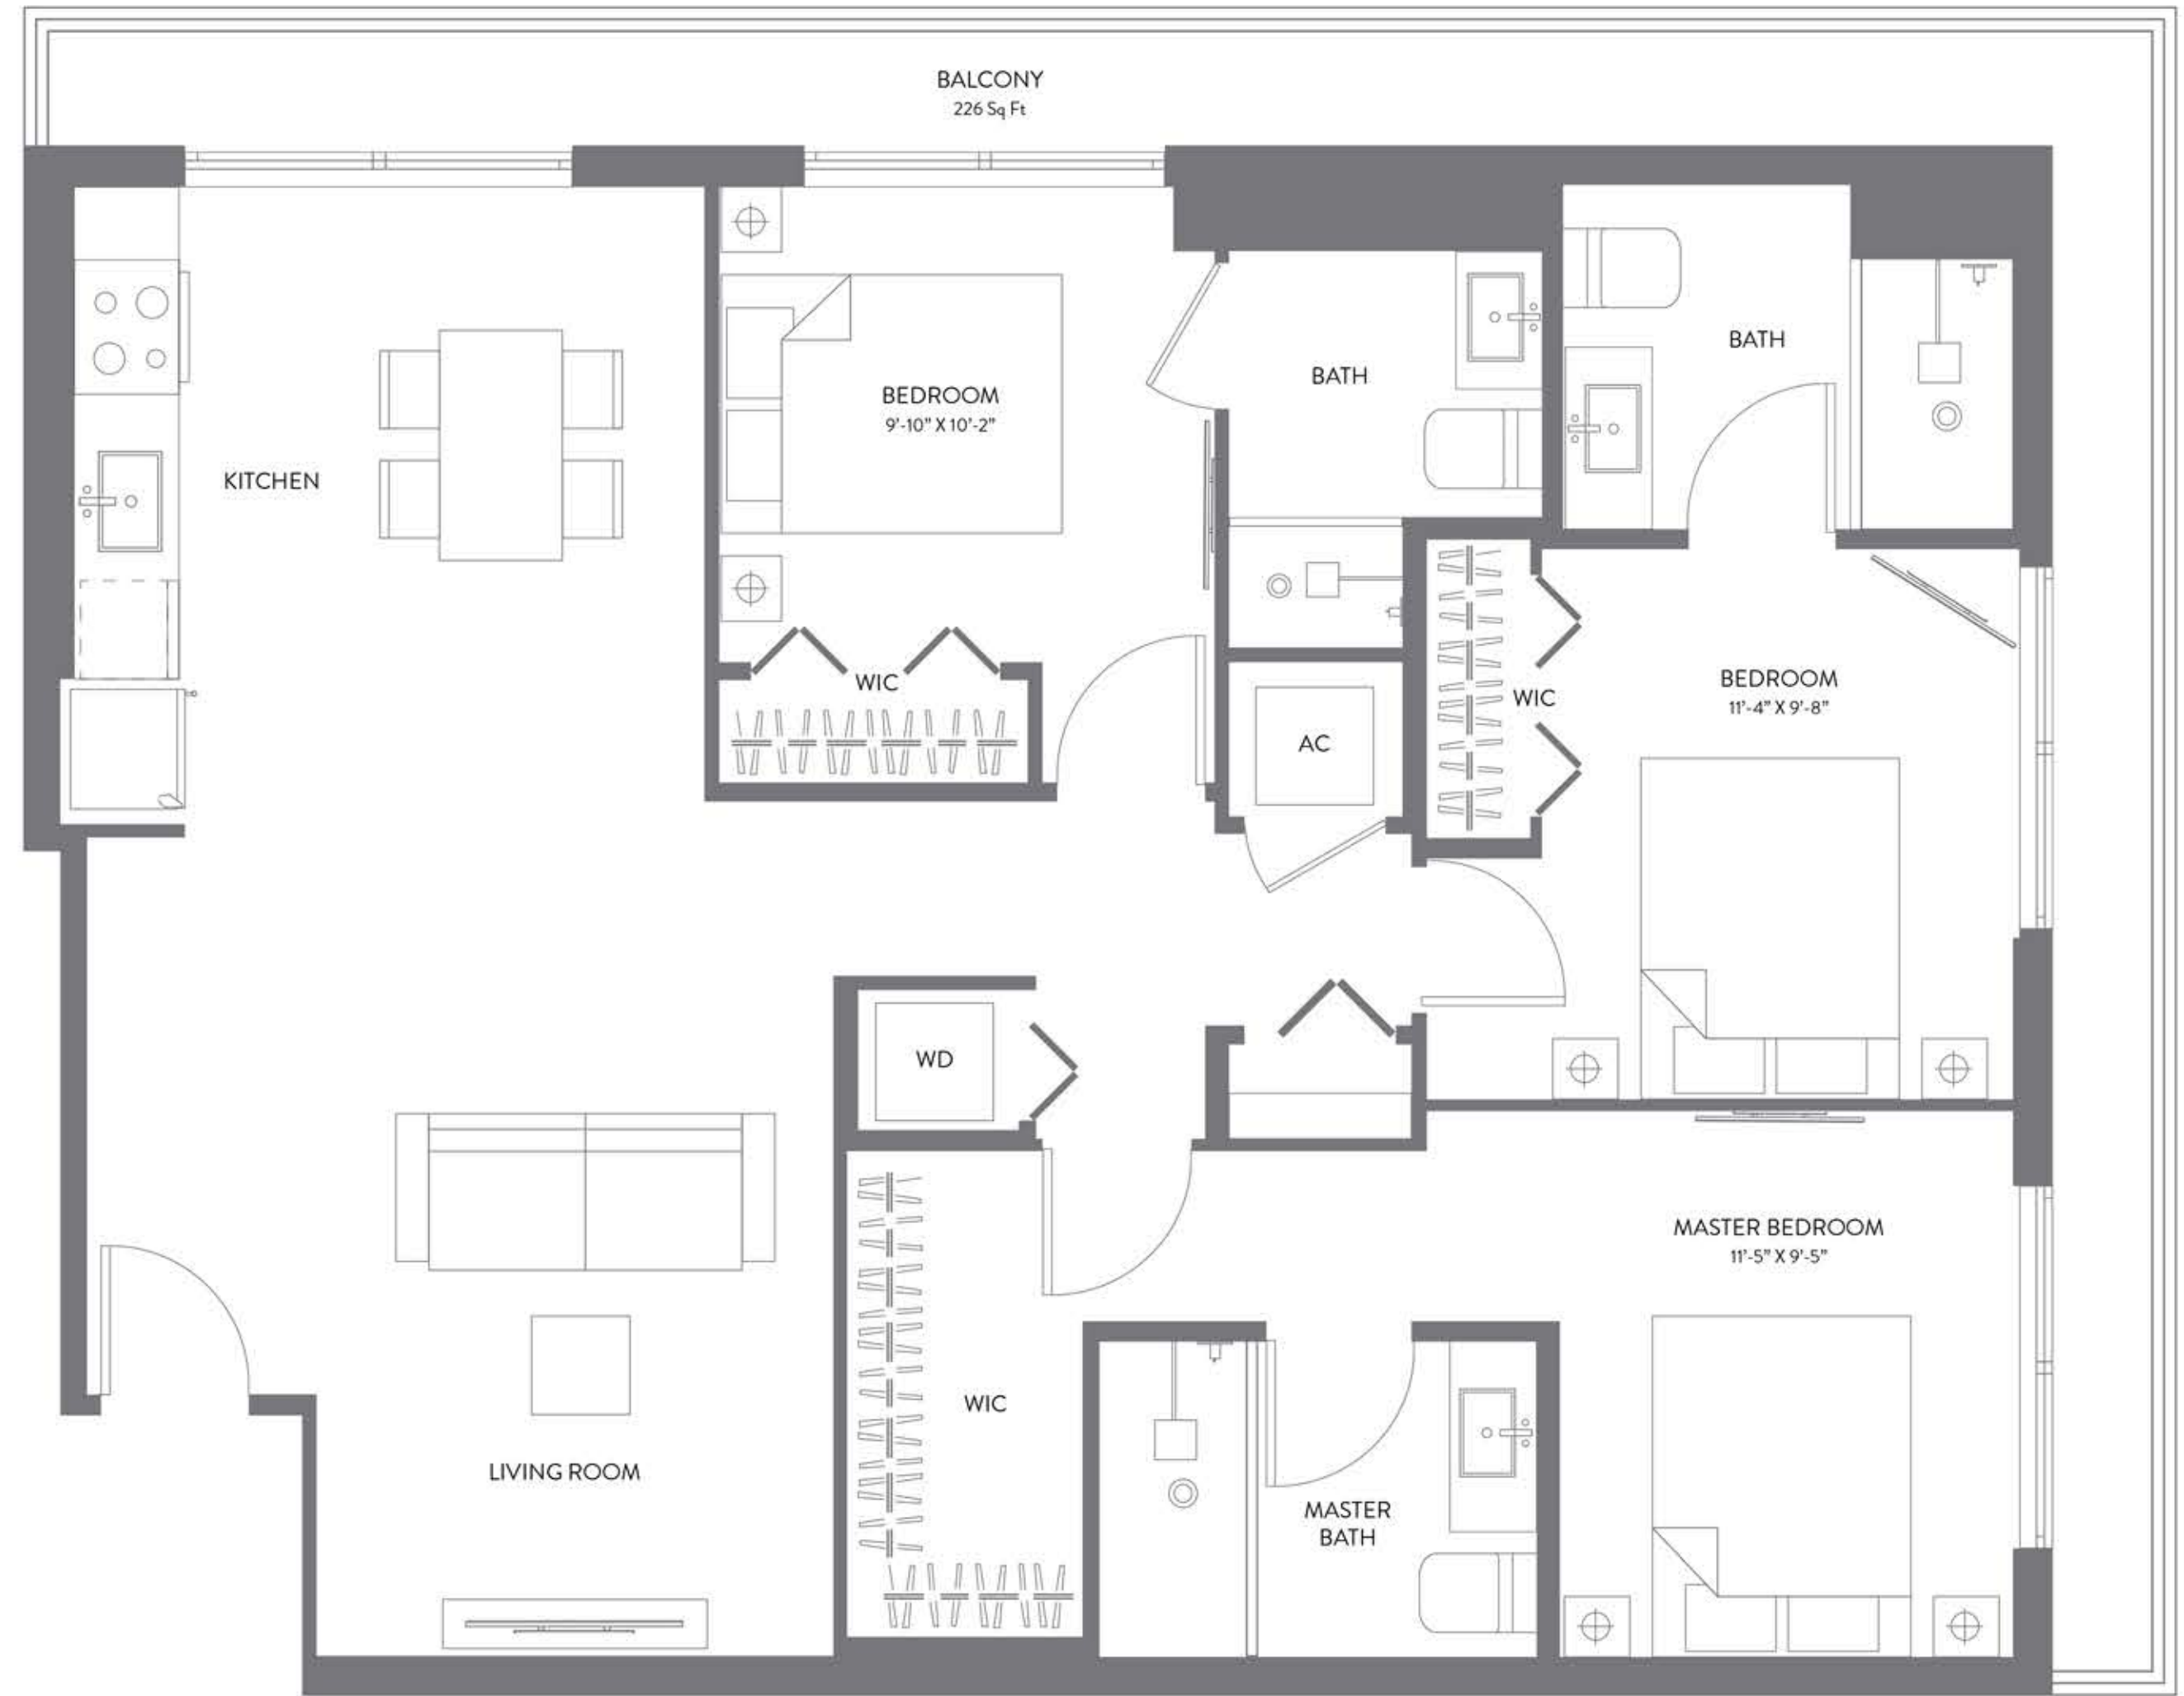 BALCONY
226 Sq Ft
BATH
BATH
BEDROOM
9'-10” X 10'-2”
KITCHEN
WIC
BEDROOM
11'-4” X 9'-8”
WIC
AC
WD
MASTER BEDROOM
11'-5” X 9'-5”
WIC
LIVING ROOM
MASTER
BATH